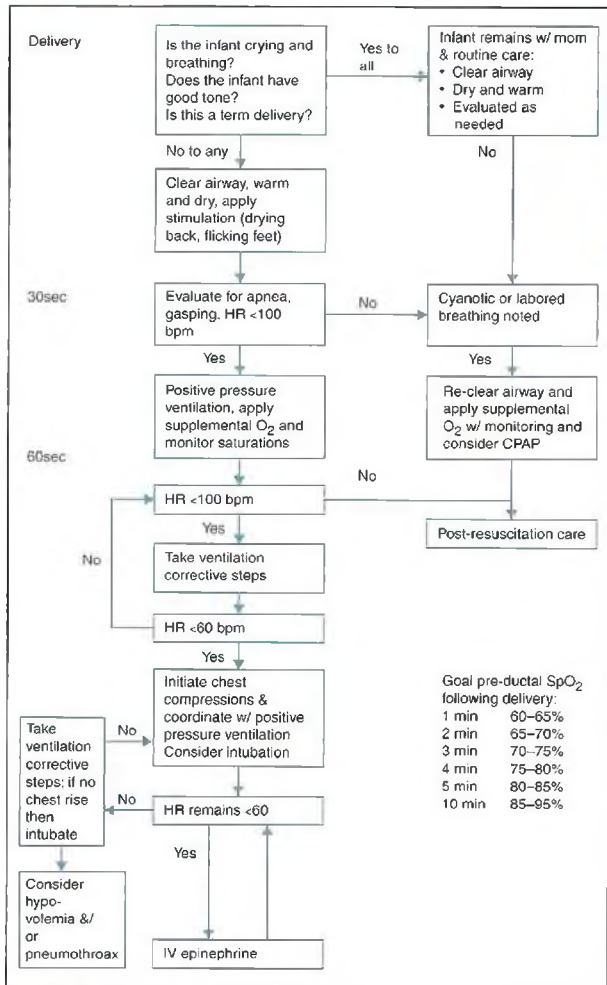 Delivery
Is the infant crying and
breathing?
Does the infant have
good tone?
Is this a term delivery?
Yes to
all
Infant remains w/ mom
& routine care:
• Clear airway
• Dry and warm
• Evaluated as
needed
No to any
No
Clear airway, warm
and dry, apply
stimulation (drying
back, flicking feet)
30sec
Evaluate for apnea,
gasping, HR <100
bpm
No
Cyanotic or labored
breathing noted
Yes
Yes
Positive pressure
ventilation, apply
supplemental O₂ and
monitor saturations
Re-clear airway and
apply supplemental
O₂ w/ monitoring and
consider CPAP
60sec
HR <100 bpm
No
Yes
Post-resuscitation care
No
Take ventilation
corrective steps
HR <60 bpm
Yes
Initiate chest
compressions &
coordinate w/ positive
pressure ventilation
Consider intubation
Goal pre-ductal SpO₂
following delivery:
1 min 60–65%
2 min 65–70%
3 min 70–75%
4 min 75–80%
5 min 80–85%
10 min 85–95%
Take
ventilation
corrective
steps; if no
chest rise
then
intubate
No
No
HR remains <60
Yes
Consider
hypo-
volemia &/
or
pneumothroax
IV epinephrine